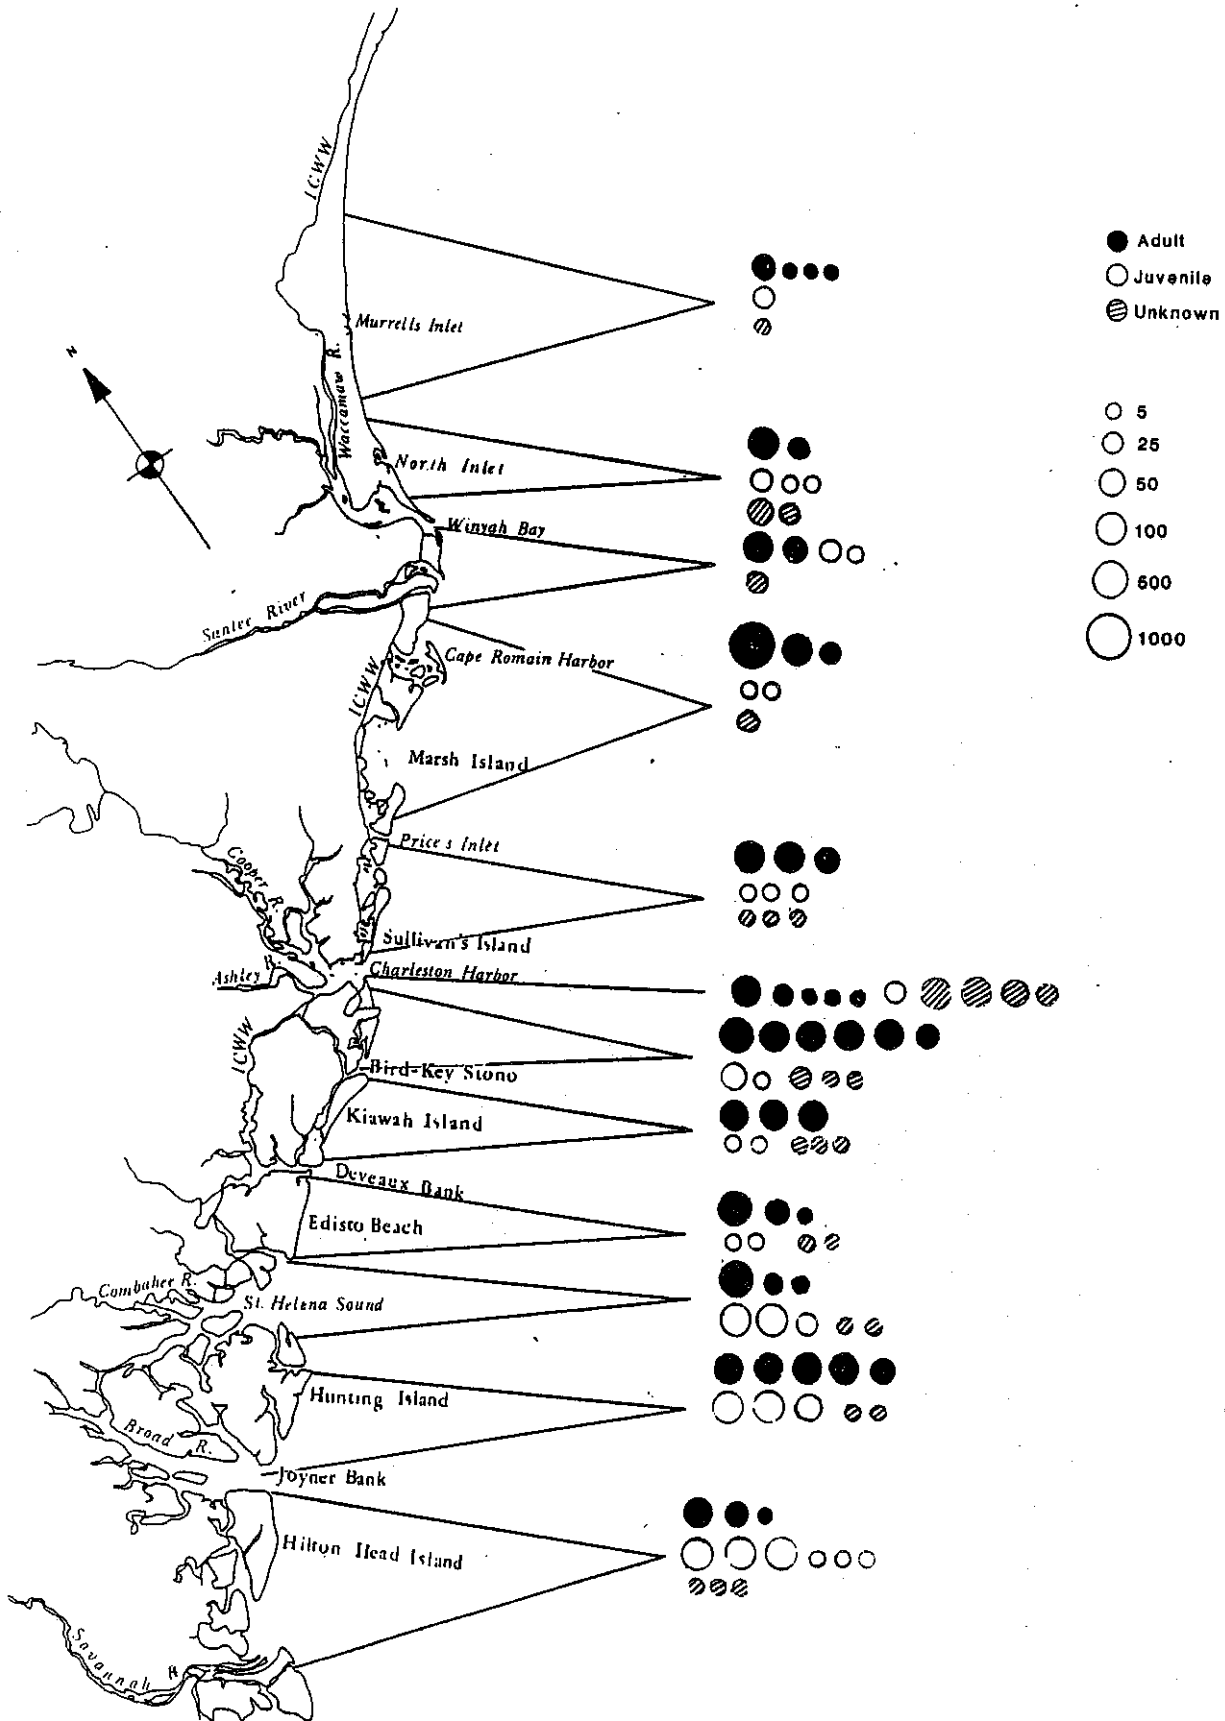 ICWW
Adult
Juvenile
Unknown
Murrells Inlet
N
Waccamaw R.
5
25
North Inlet
50
Winyah Bay
100
500
Santee River
1000
Cape Romain Harbor
ICWW
Marsh Island
Price's Inlet
Cooper R.
Sullivan's Island
Ashley R.
Charleston Harbor
ICWW
Bird-Key Stono
Kiawah Island
Deveaux Bank
Edisto Beach
Combahee R.
St. Helena Sound
Hunting Island
Broad R.
Joyner Bank
Hilton Head Island
Savannah R